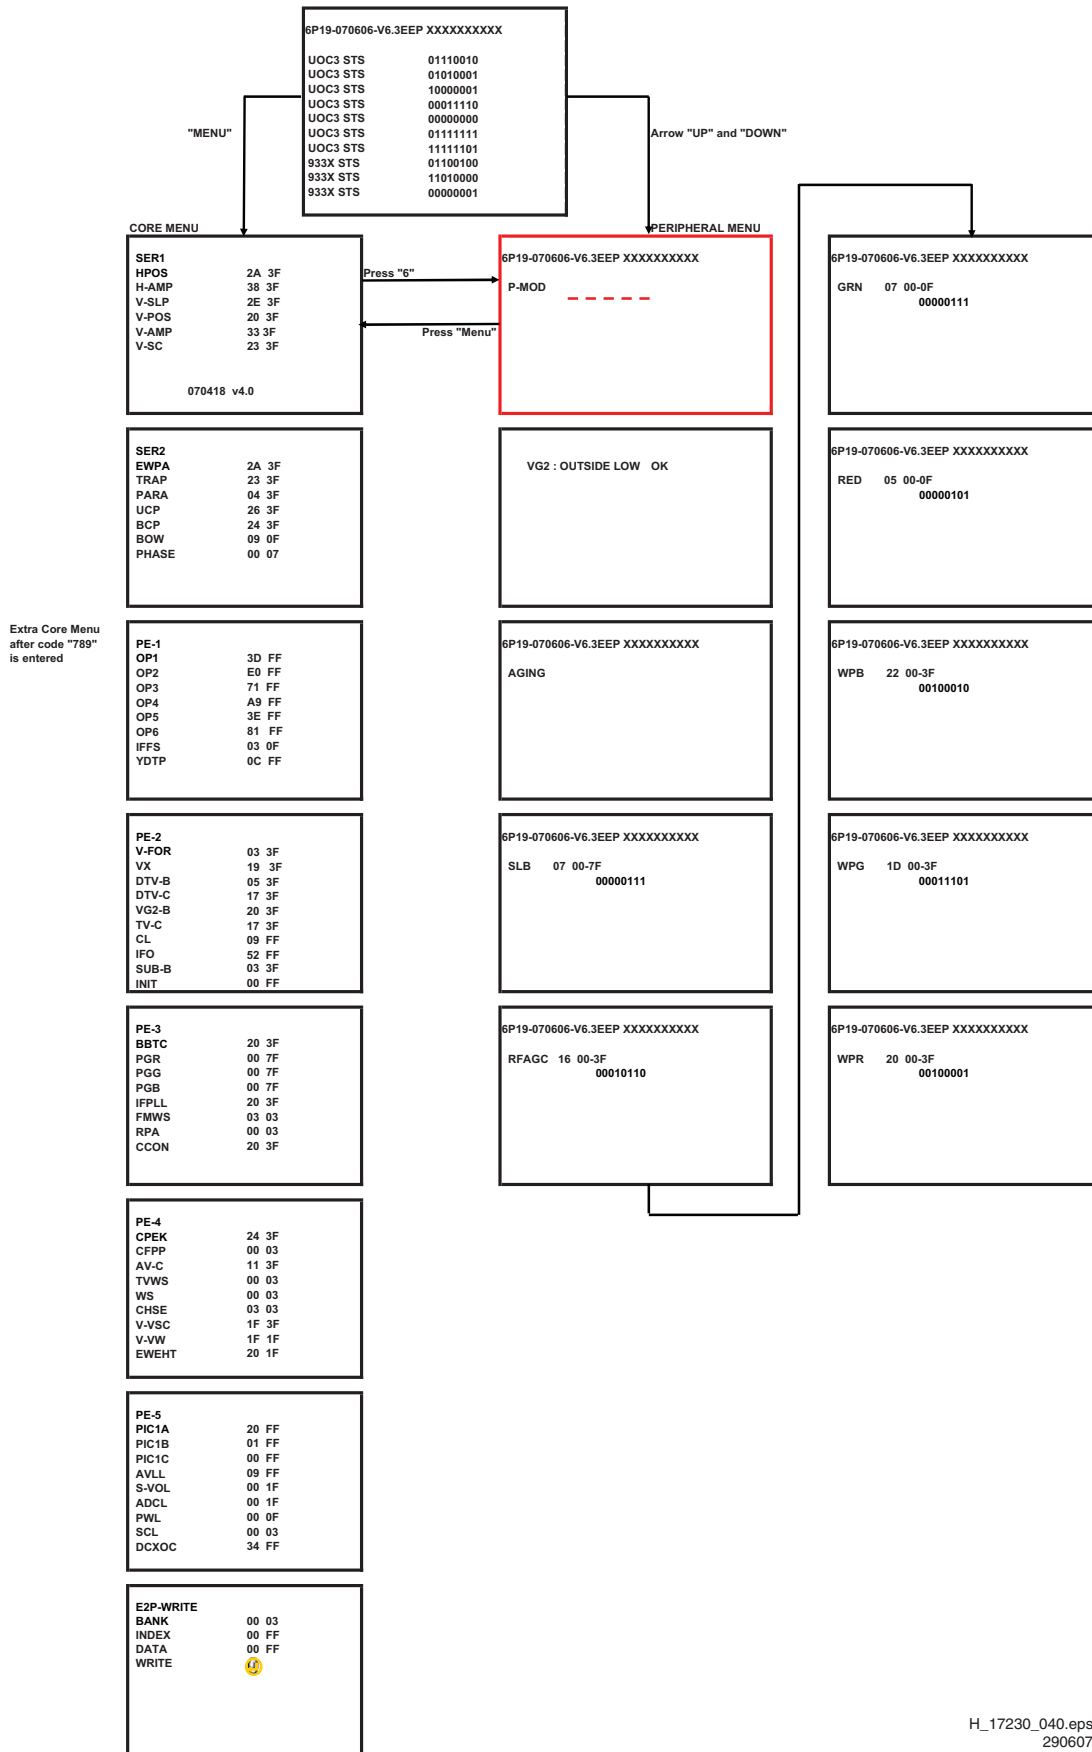 6P19-070606-V6.3EEP XXXXXXXXXX
UOC3 STS 01110010
UOC3 STS 01010001
UOC3 STS 10000001
UOC3 STS 00011110
UOC3 STS 00000000
UOC3 STS 01111111
UOC3 STS 11111101
933X STS 01100100
933X STS 11010000
933X STS 00000001
"MENU"
Arrow "UP" and "DOWN"
CORE MENU
SER1
HPOS 2A 3F
H-AMP 38 3F
V-SLP 2E 3F
V-POS 20 3F
V-AMP 33 3F
V-SC 23 3F
070418 v4.0
Press "6"
Press "Menu"
PERIPHERAL MENU
6P19-070606-V6.3EEP XXXXXXXXXX
P-MOD
_ _ _ _ _
6P19-070606-V6.3EEP XXXXXXXXXX
GRN 07 00-0F
00000111
SER2
EWPA 2A 3F
TRAP 23 3F
PARA 04 3F
UCP 26 3F
BCP 24 3F
BOW 09 0F
PHASE 00 07
VG2 : OUTSIDE LOW OK
6P19-070606-V6.3EEP XXXXXXXXXX
RED 05 00-0F
00000101
Extra Core Menu
after code "789"
is entered
PE-1
OP1 3D FF
OP2 E0 FF
OP3 71 FF
OP4 A9 FF
OP5 3E FF
OP6 81 FF
IFFS 03 0F
YDTP 0C FF
6P19-070606-V6.3EEP XXXXXXXXXX
AGING
6P19-070606-V6.3EEP XXXXXXXXXX
WPB 22 00-3F
00100010
PE-2
V-FOR 03 3F
VX 19 3F
DTV-B 05 3F
DTV-C 17 3F
VG2-B 20 3F
TV-C 17 3F
CL 09 FF
IFO 52 FF
SUB-B 03 3F
INIT 00 FF
6P19-070606-V6.3EEP XXXXXXXXXX
SLB 07 00-7F
00000111
6P19-070606-V6.3EEP XXXXXXXXXX
WPG 1D 00-3F
00011101
PE-3
BBTC 20 3F
PGR 00 7F
PGG 00 7F
PGB 00 7F
IFPLL 20 3F
FMWS 03 03
RPA 00 03
CCON 20 3F
6P19-070606-V6.3EEP XXXXXXXXXX
RFAGC 16 00-3F
00010110
6P19-070606-V6.3EEP XXXXXXXXXX
WPR 20 00-3F
00100001
PE-4
CPEK 24 3F
CFPP 00 03
AV-C 11 3F
TVWS 00 03
WS 00 03
CHSE 03 03
V-VSC 1F 3F
V-VW 1F 1F
EWEHT 20 1F
PE-5
PIC1A 20 FF
PIC1B 01 FF
PIC1C 00 FF
AVLL 09 FF
S-VOL 00 1F
ADCL 00 1F
PWL 00 0F
SCL 00 03
DCXOC 34 FF
E2P-WRITE
BANK 00 03
INDEX 00 FF
DATA 00 FF
WRITE
H_17230_040.eps
290607